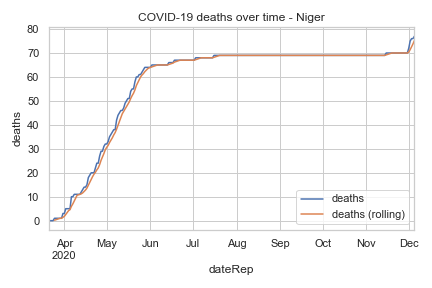 COVID-19 deaths over time - Niger
80
70
60
50
40
30
20
10
0
deaths
deaths
deaths (rolling)
Apr May Jun Jul Aug Sep Oct Nov Dec
2020
dateRep